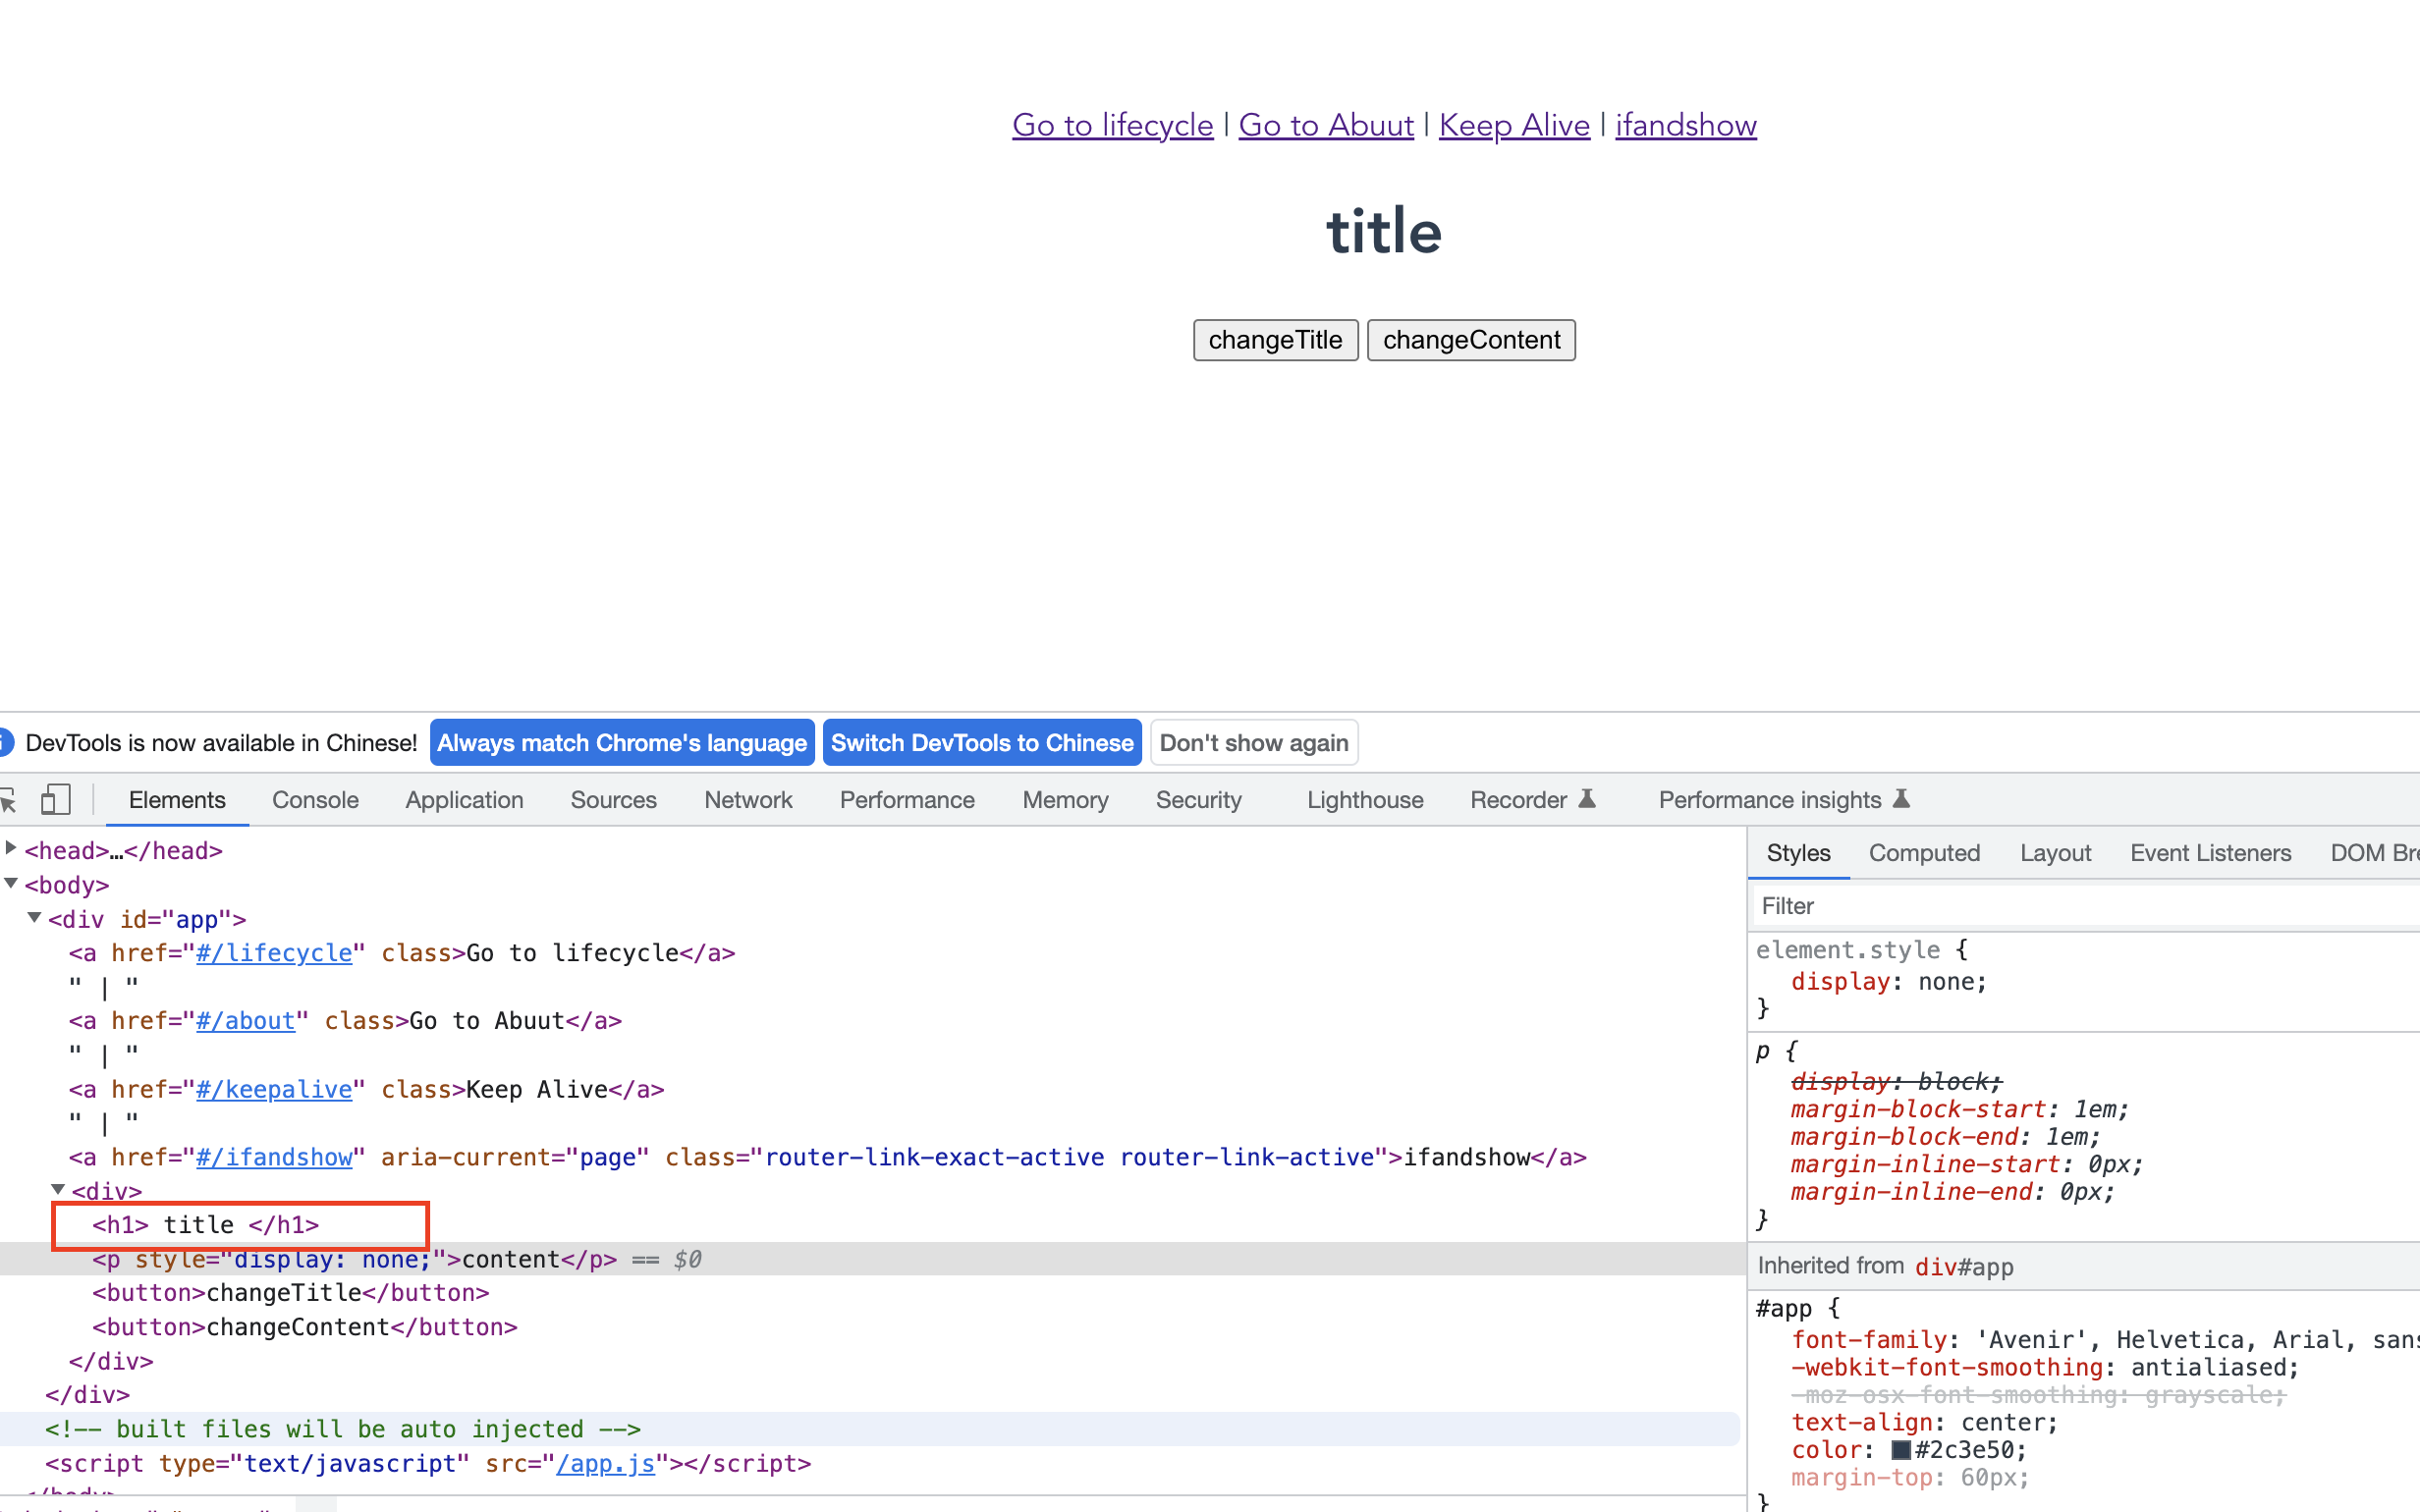 Go to lifecycle | Go to Abuut | Keep Alive | ifandshow
title
changeTitle changeContent
DevTools is now available in Chinese! Always match Chrome's language Switch DevTools to Chinese Don't show again
Elements Console Application Sources Network Performance Memory Security Lighthouse Recorder Performance insights
<head>…</head>
<body>
<div id="app">
<a href="#/lifecycle" class>Go to lifecycle</a>
" | "
<a href="#/about" class>Go to Abuut</a>
" | "
<a href="#/keepalive" class>Keep Alive</a>
" | "
<a href="#/ifandshow" aria-current="page" class="router-link-exact-active router-link-active">ifandshow</a>
<div>
<h1> title </h1>
<p style="display: none;">content</p> == $0
<button>changeTitle</button>
<button>changeContent</button>
</div>
</div>
<!-- built files will be auto injected -->
<script type="text/javascript" src="/app.js"></script>
Styles Computed Layout Event Listeners DOM Bre
Filter
element.style {
display: none;
}
p {
display: block;
margin-block-start: 1em;
margin-block-end: 1em;
margin-inline-start: 0px;
margin-inline-end: 0px;
}
Inherited from div#app
#app {
font-family: 'Avenir', Helvetica, Arial, sans
-webkit-font-smoothing: antialiased;
-moz-osx-font-smoothing: grayscale;
text-align: center;
color: #2c3e50;
margin-top: 60px;
}